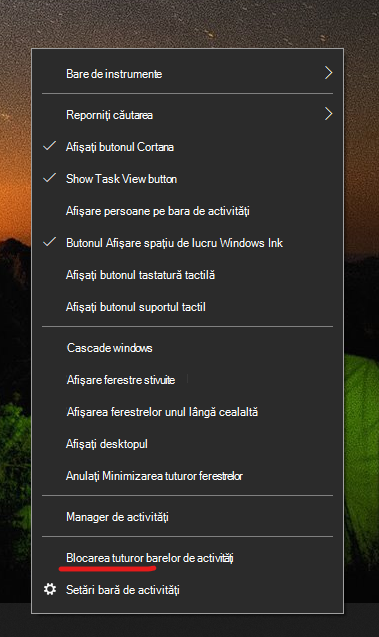 Bare de instrumente
Reporniți căutarea
Afișați butonul Cortana
Show Task View button
Afișare persoane pe bara de activități
Butonul Afișare spațiu de lucru Windows Ink
Afișați butonul tastatură tactilă
Afișați butonul suportul tactil
Cascade windows
Afișare ferestre stivuite
Afișarea ferestrelor unul lângă cealaltă
Afișați desktopul
Anulați Minimizarea tuturor ferestrelor
Manager de activități
Blocarea tuturor barelor de activități
Setări bară de activități